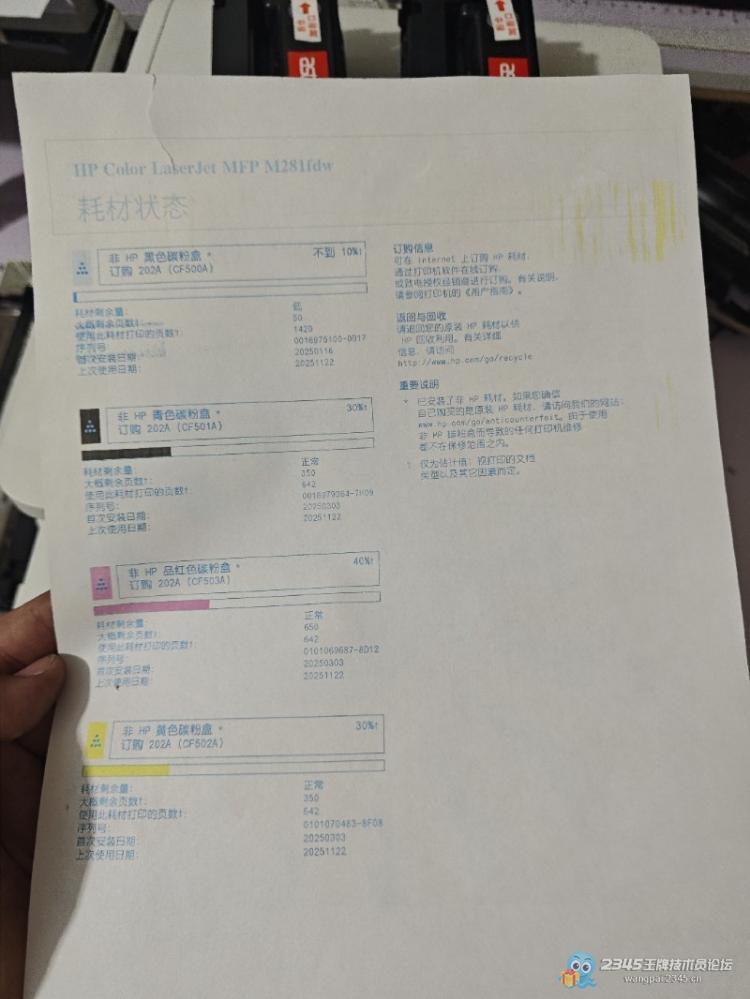 HP Color LaserJet MFP M281fdw
耗材状态
非 HP 黑色碳粉盒 *
不到 10%†
订购 202A (CF500A)
耗材剩余量:
低
大概剩余页数†:
50
使用此耗材打印的页数†:
1420
序列号
首次安装日期:
20250116
上次使用日期:
20251122
非 HP 青色碳粉盒 *
30%†
订购 202A (CF501A)
耗材剩余量
正常
大概剩余页数†:
350
使用此耗材打印的页数†:
642
序列号:
首次安装日期:
20250303
上次使用日期:
20251122
非 HP 品红色碳粉盒 *
40%†
订购 202A (CF503A)
耗材剩余量
正常
大概剩余页数†:
650
使用此耗材打印的页数†:
642
序列号
0101069687-8D12
首次安装日期:
20250303
上次使用日期:
20251122
非 HP 黄色碳粉盒 *
30%†
订购 202A (CF502A)
耗材剩余量:
正常
大概剩余页数†:
350
使用此耗材打印的页数†:
642
序列号:
0101070483-8F08
首次安装日期:
20250303
上次使用日期:
20251122
订购信息
可在 Internet 上订购 HP 耗材,
通过打印机软件在线订购,
或致电授权经销商进行订购。有关说明,
请参阅打印机的《用户指南》。
返回与回收
请返回您的原装 HP 耗材以供
HP 回收利用。有关详细
信息, 请访问
http://www.hp.com/go/recycle
重要说明
* 已安装了非 HP 耗材。如果您确信
自己购买的是原装 HP 耗材, 请访问我们的网站:
www.hp.com/go/anticounterfeit。由于使用
非 HP 碳粉盒而导致的任何打印机维修
都不在保修范围之内。
† 仅为估计值; 视打印的文档
类型以及其它因素而定。
2345王牌技术员论坛
wangpai2345.cn